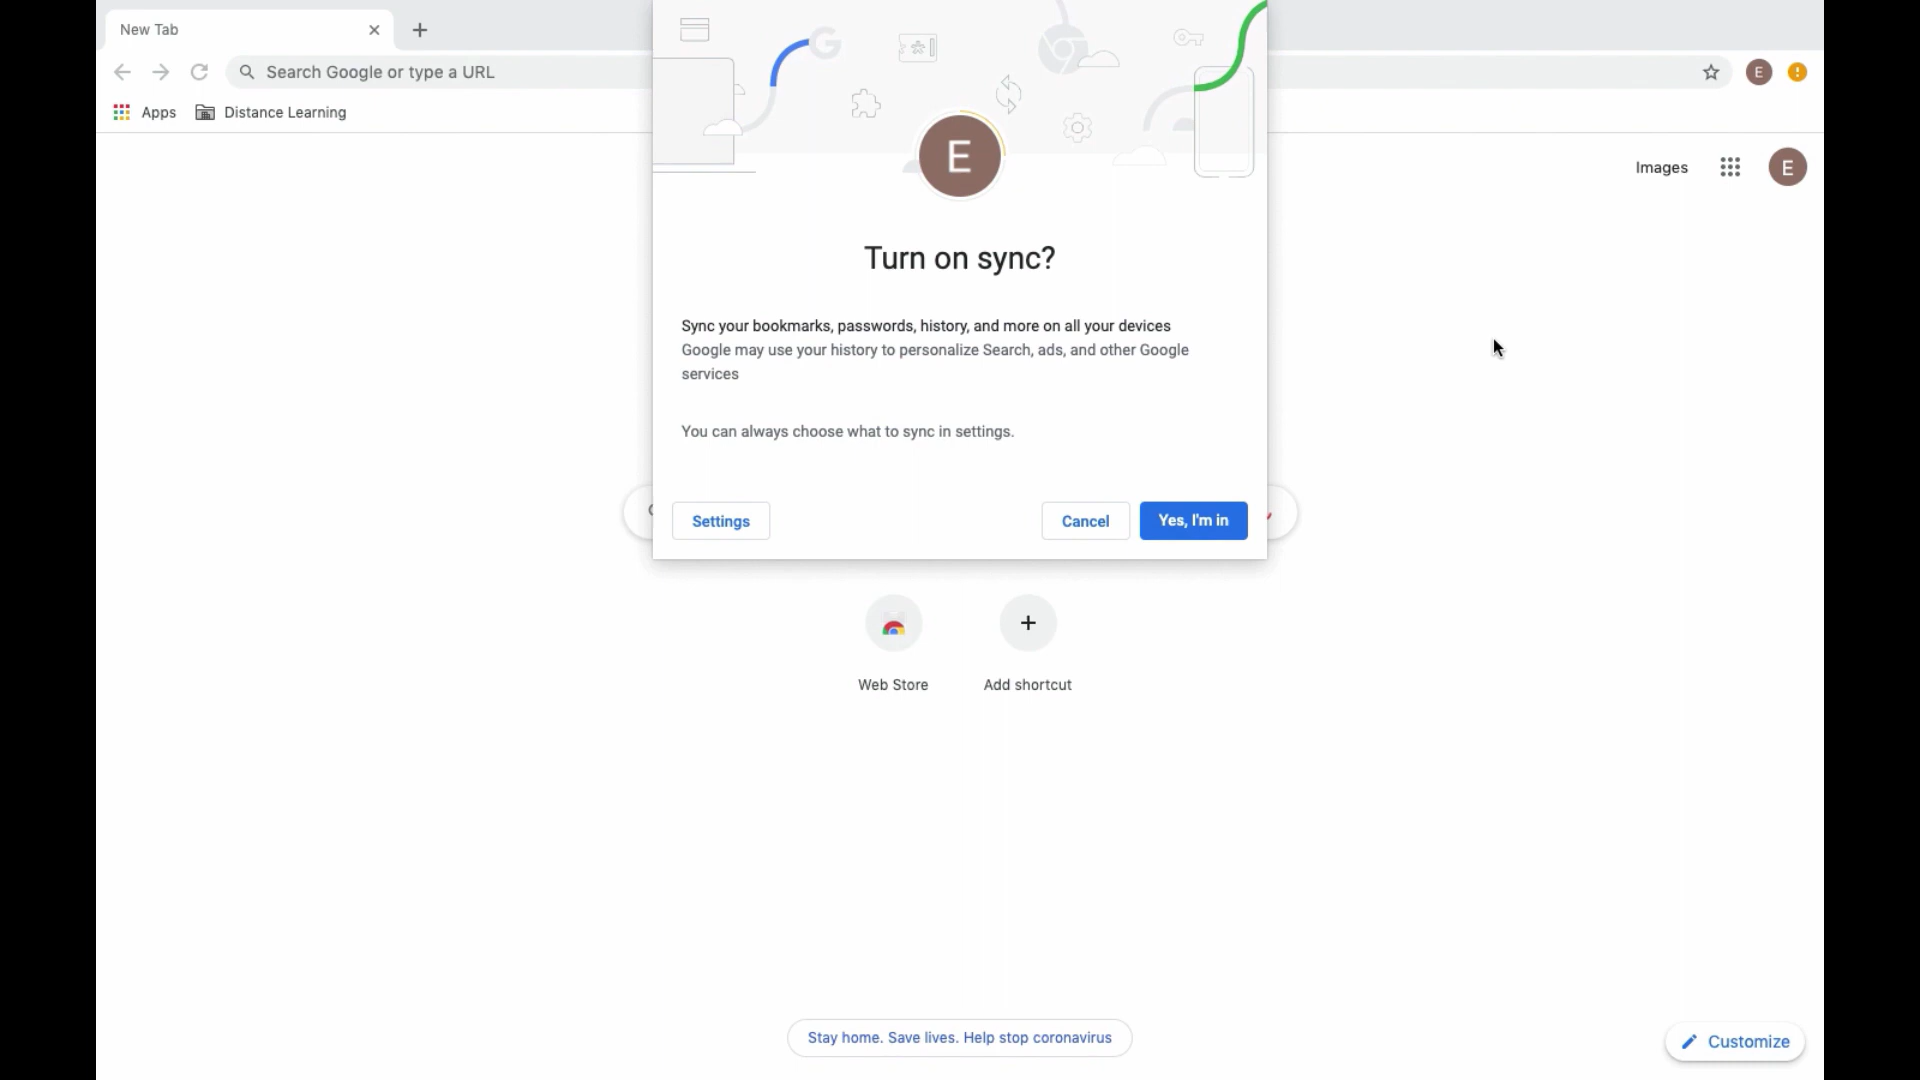 New Tab
Search Google or type a URL
E
Apps
Distance Learning
Images
E
E
Turn on sync?
Sync your bookmarks, passwords, history, and more on all your devices
Google may use your history to personalize Search, ads, and other Google
services
You can always choose what to sync in settings.
Settings
Cancel
Yes, I'm in
Web Store
Add shortcut
Stay home. Save lives. Help stop coronavirus
Customize